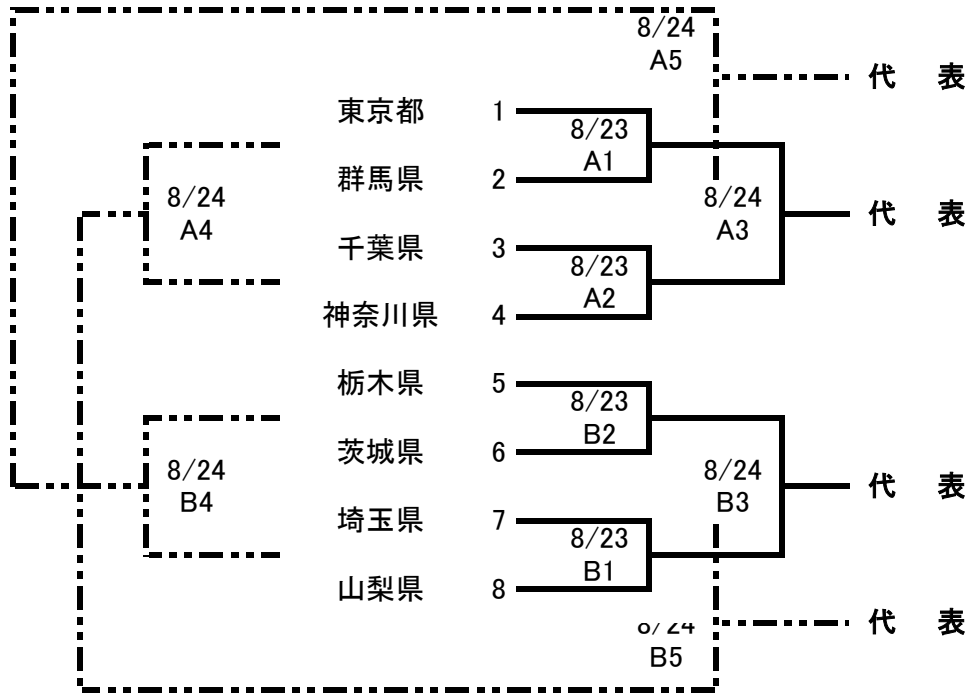 8/24
A5
代 表
東京都 1
8/23
A1
群馬県 2
8/24
A4
8/24
A3
代 表
千葉県 3
8/23
A2
神奈川県 4
栃木県 5
8/23
B2
茨城県 6
8/24
B4
8/24
B3
代 表
埼玉県 7
8/23
B1
山梨県 8
8/24
B5
代 表